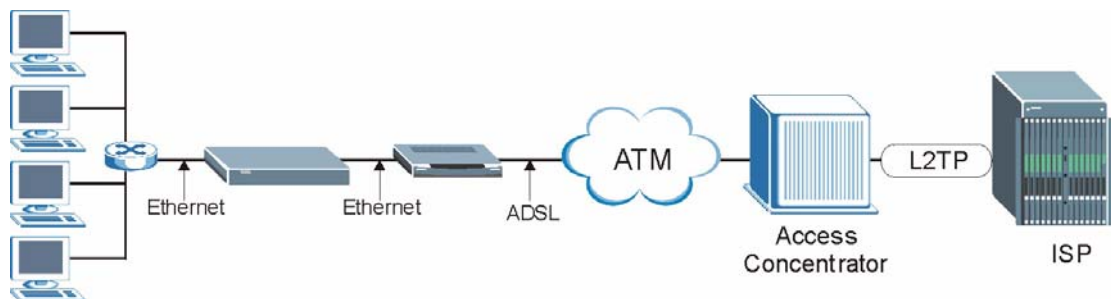 Ethernet
Ethernet
ADSL
ATM
Access
Concentrator
L2TP
ISP